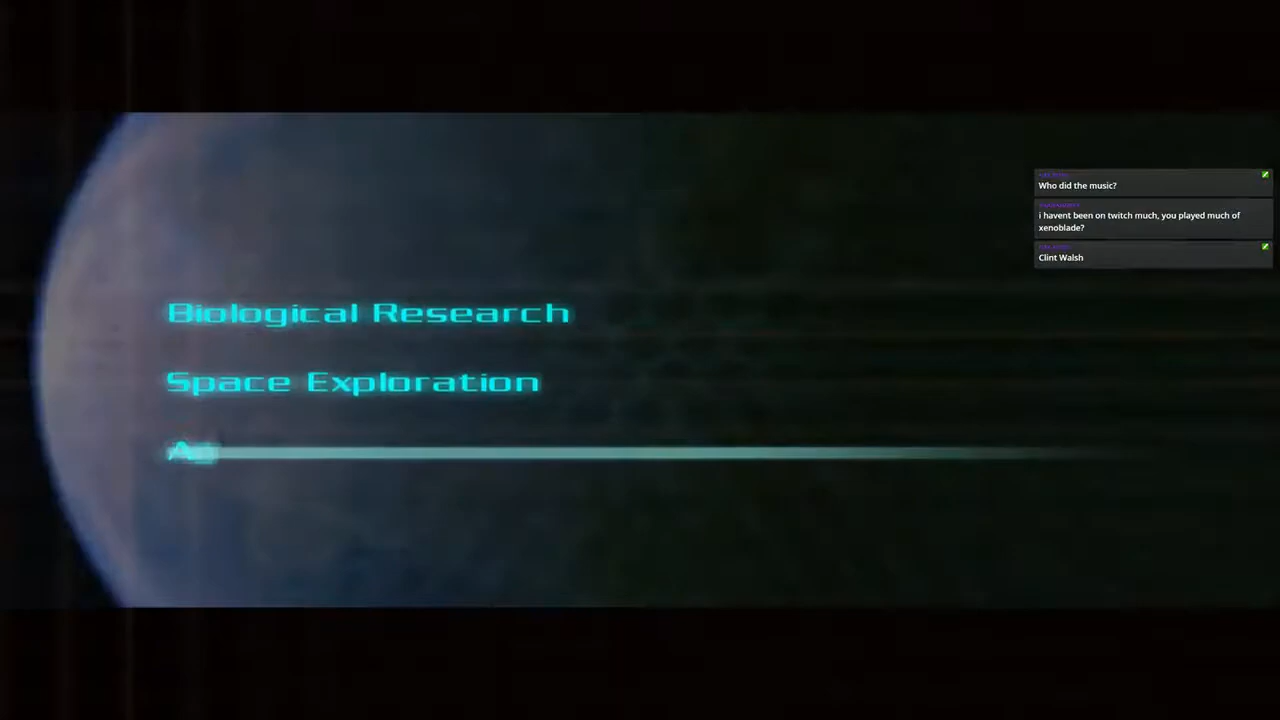 Who did the music?
i havent been on twitch much, you played much of
xenoblade?
Clint Walsh
Biological Research
Space Exploration
A